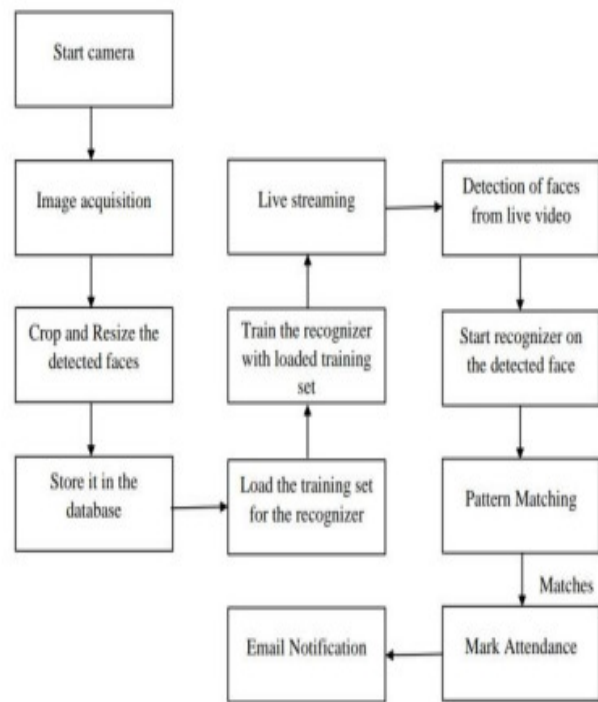 Start camera
Image acquisition
Crop and Resize the
detected faces
Store it in the
database
Load the training set
for the recognizer
Train the recognizer
with loaded training
set
Live streaming
Detection of faces
from live video
Start recognizer on
the detected face
Pattern Matching
Matches
Mark Attendance
Email Notification